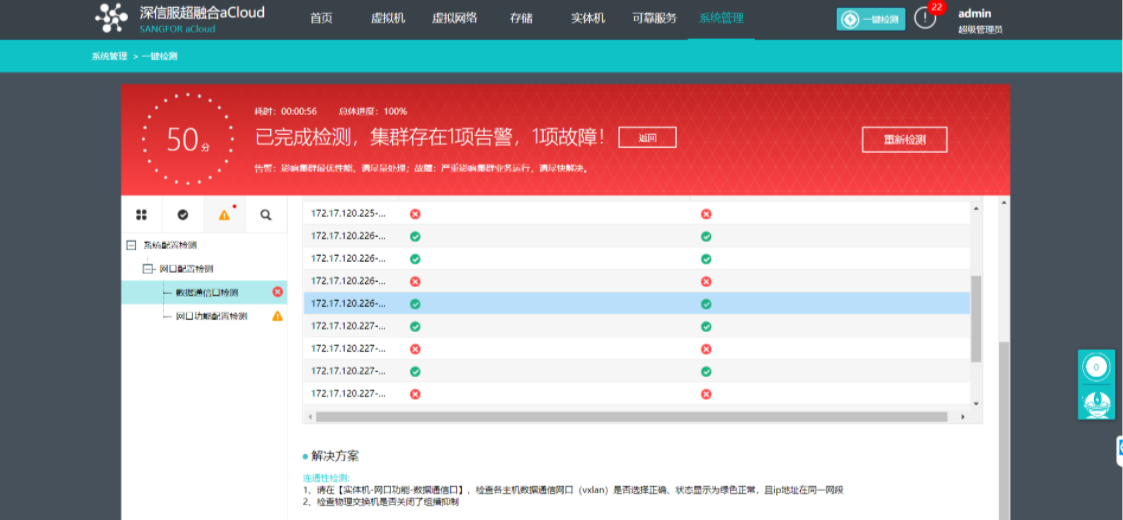 深信服超融合aCloud
SANGFOR aCloud
首页 虚拟机 虚拟网络 存储 实体机 可靠服务 系统管理
一键检测
22
admin
超级管理员
系统管理 > 一键检测
50分
耗时：00:00:56 总体进度：100%
已完成检测，集群存在1项告警，1项故障！
返回
重新检测
告警：影响集群最优性能，请尽量处理；故障：严重影响集群业务运行，请尽快解决。
系统配置检测
网口配置检测
数据通信口检测
网口功能配置检测
172.17.120.225-...
172.17.120.226-...
172.17.120.226-...
172.17.120.226-...
172.17.120.226-...
172.17.120.227-...
172.17.120.227-...
172.17.120.227-...
172.17.120.227-...
0
解决方案
连通性检测:
1、请在【实体机-网口功能-数据通信口】，检查各主机数据通信网口（vxlan）是否选择正确、状态显示为绿色正常，且ip地址在同一网段
2、检查物理交换机是否关闭了组播抑制